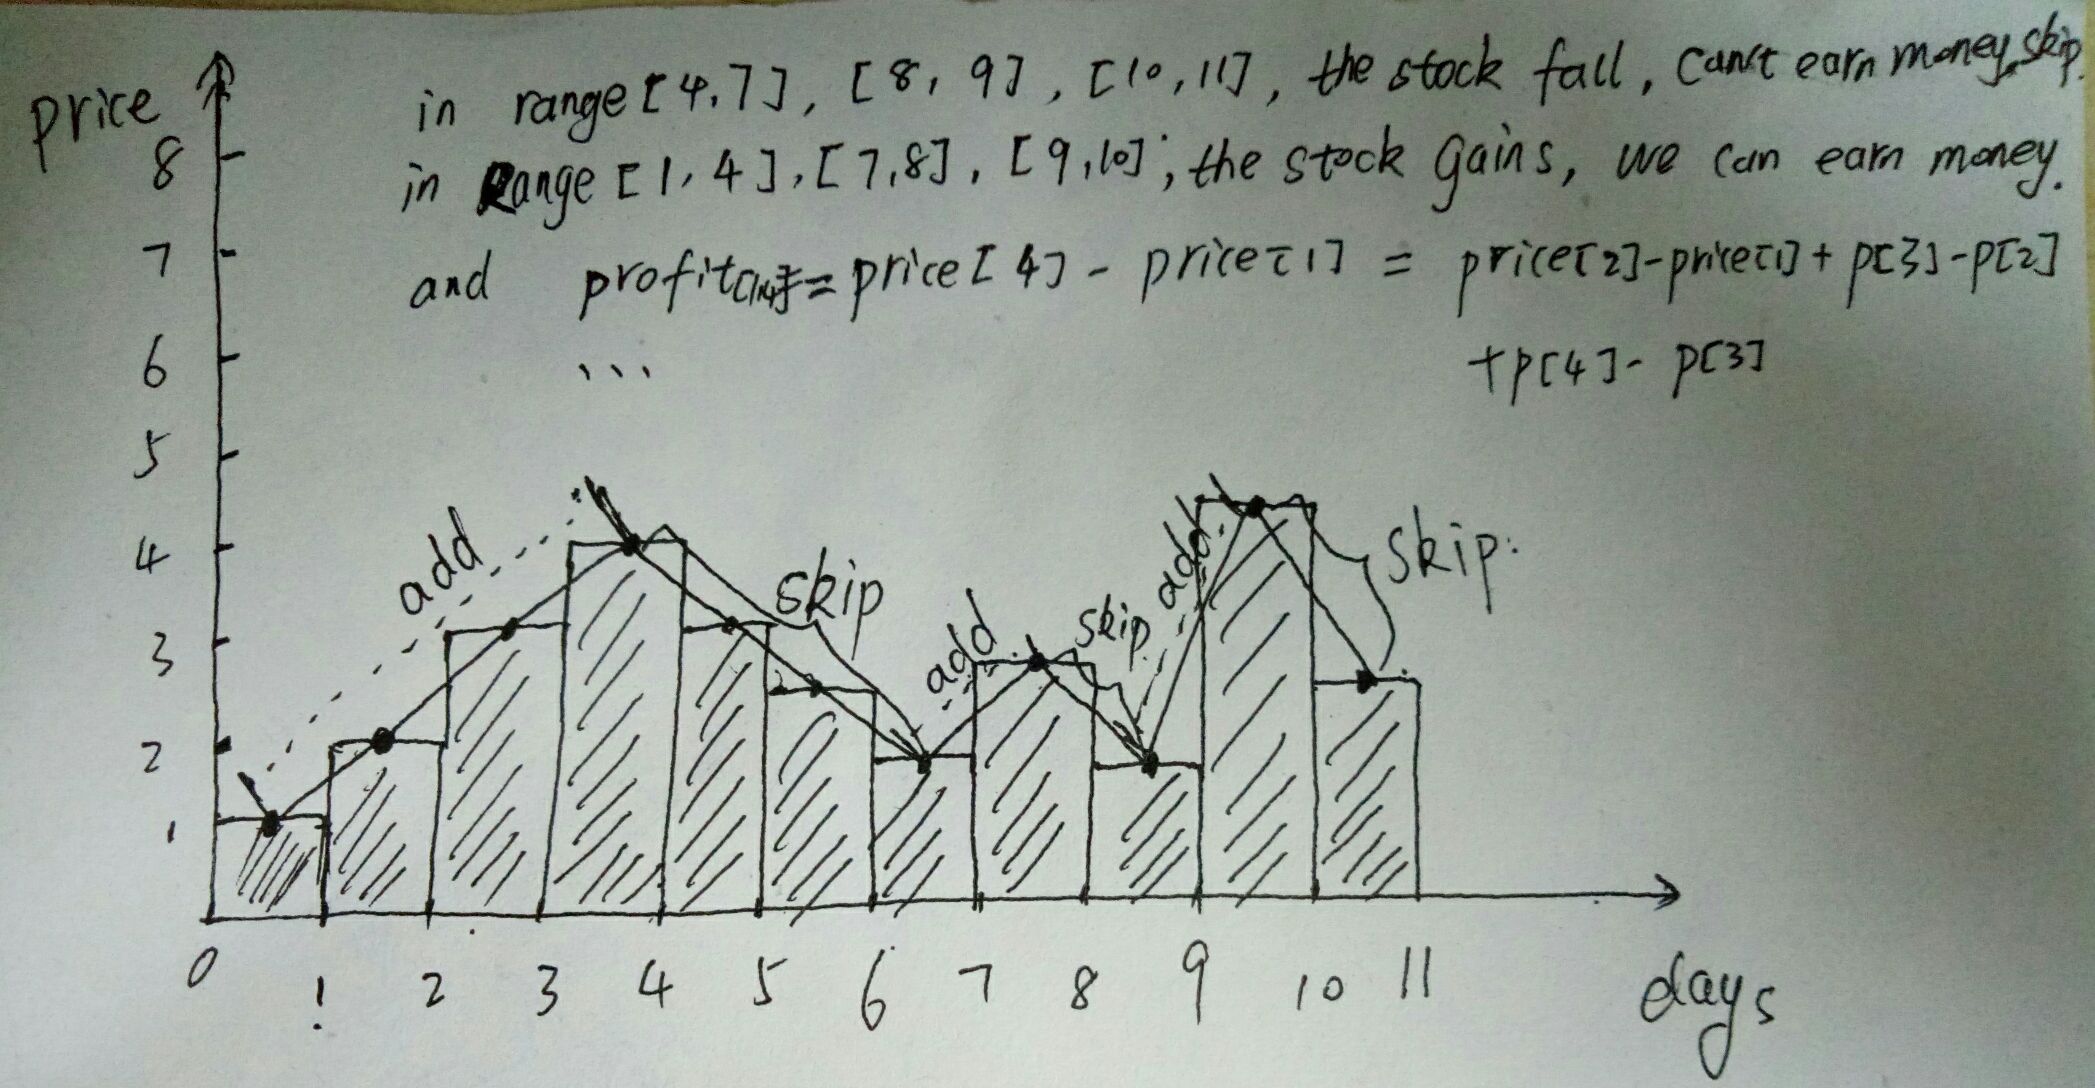 in range [4,7], [8,9], [10,11], the stock fall, can't earn money, skip.
in Range [1,4], [7,8], [9,10], the stock gains, we can earn money.
and profit[1,4] = price[4] - price[1] = price[2]-price[1] + p[3]-p[2]
... +p[4]- p[3]
price
8
7
6
5
4
3
2
1
add
skip
add
skip
add
skip.
0 1 2 3 4 5 6 7 8 9 10 11 days